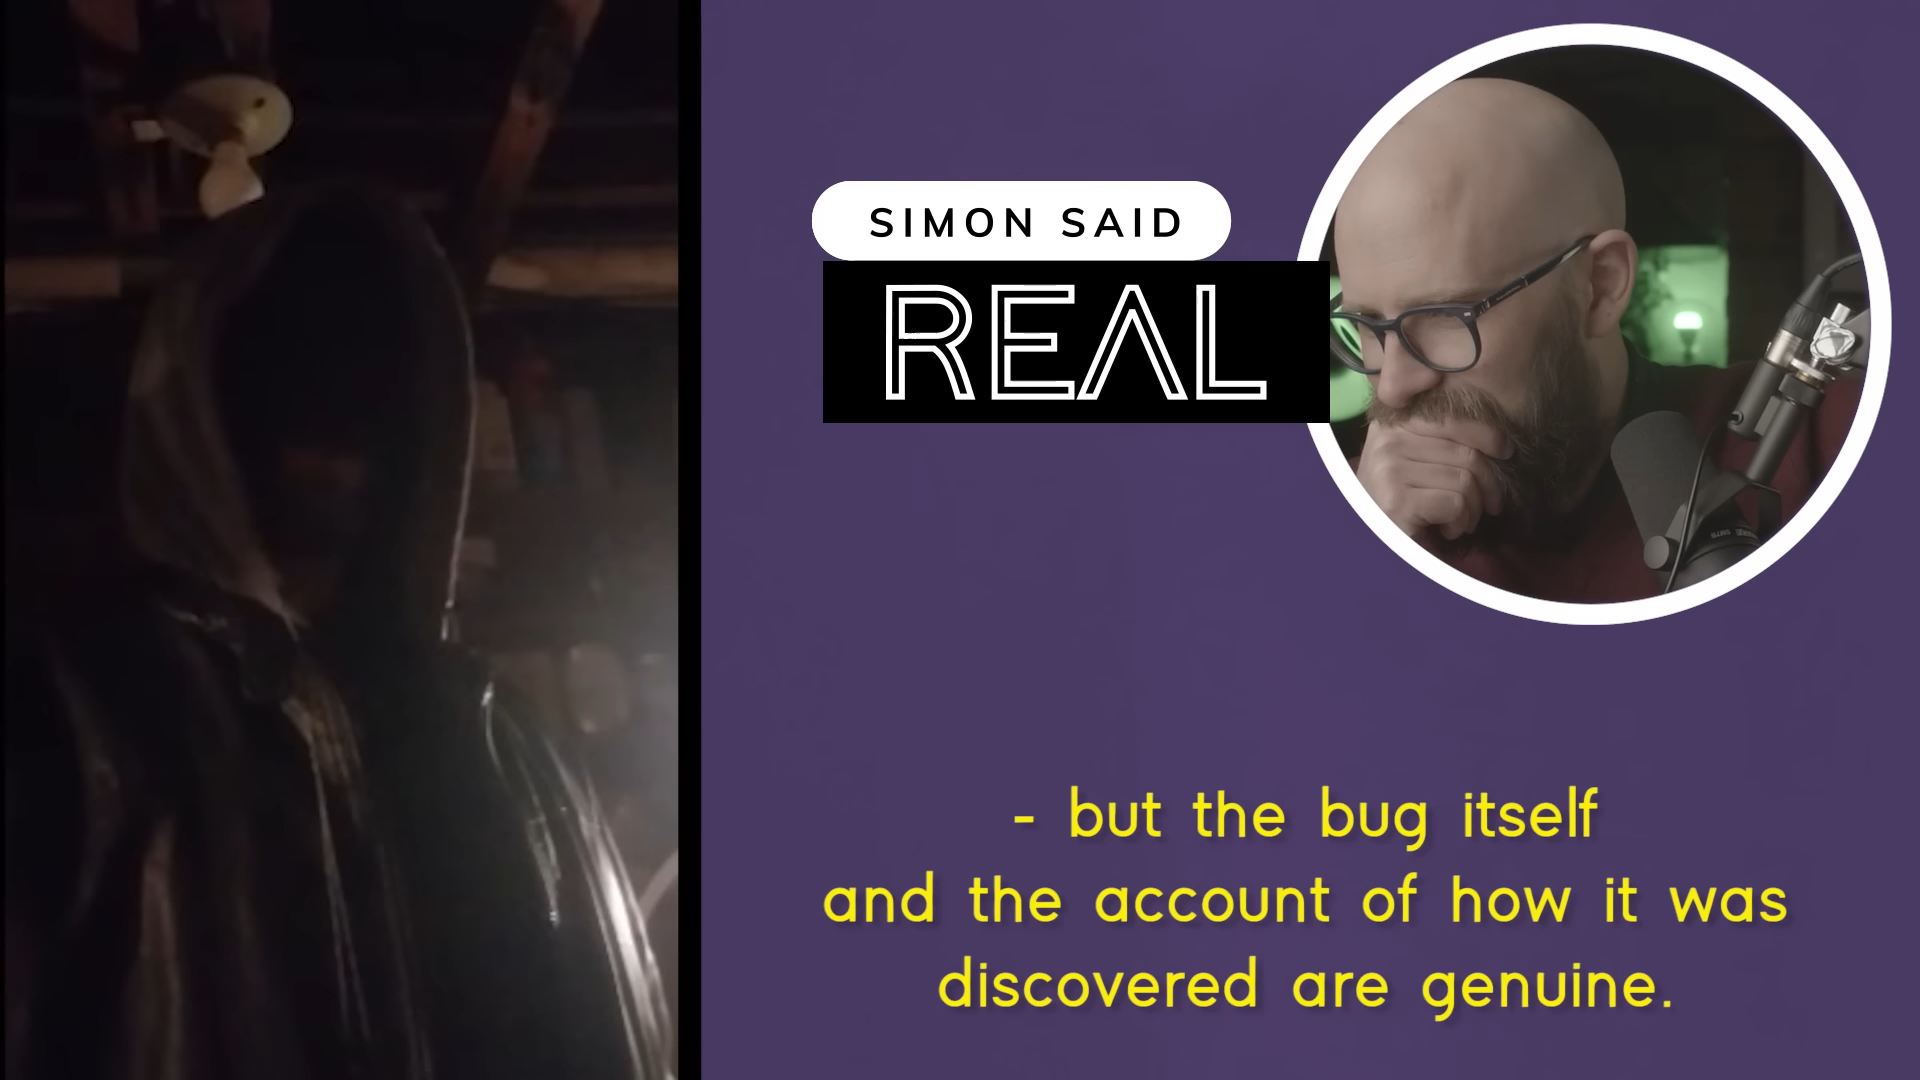 SIMON SAID
REAL
- but the bug itself
and the account of how it was
discovered are genuine.